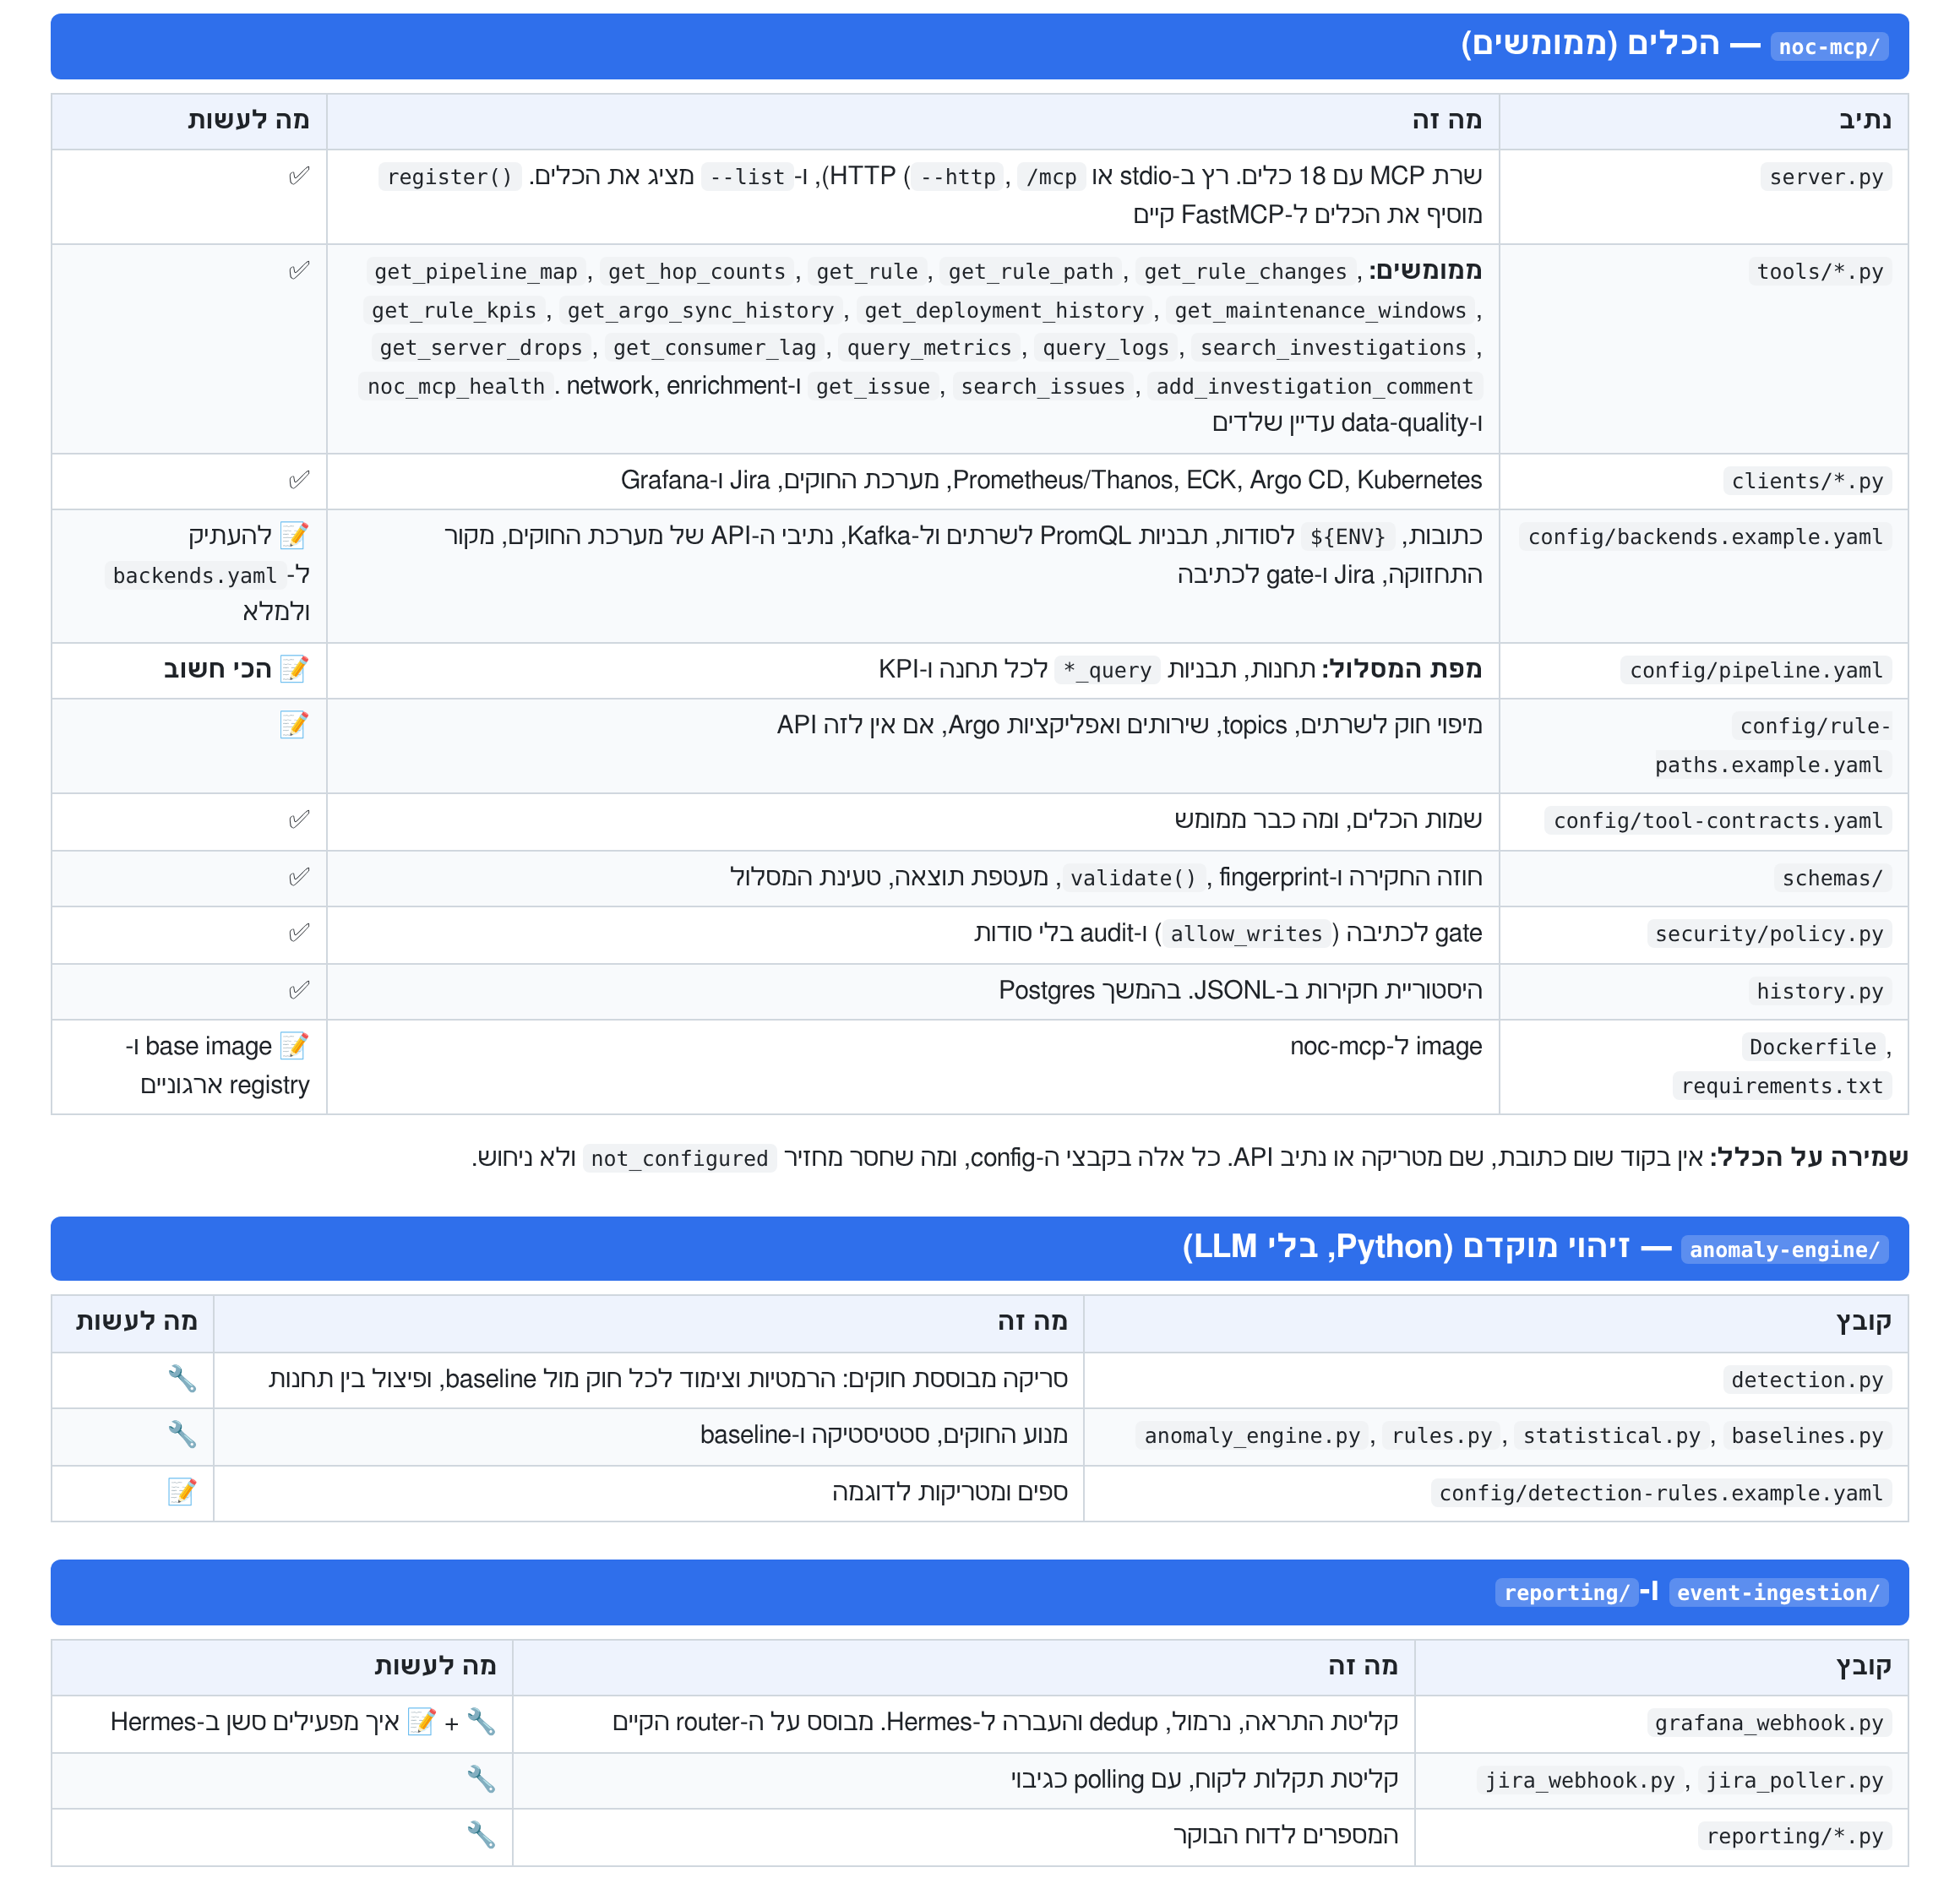 noc-mcp/ — הכלים (ממומשים)
נתיב	מה זה	מה לעשות
server.py	שרת MCP עם 18 כלים. רץ ב-stdio או HTTP (--http, /mcp), ו---list מציג את הכלים. register()	✅
מוסיף את הכלים ל-FastMCP קיים
tools/*.py	ממומשים: get_pipeline_map, get_hop_counts, get_rule, get_rule_path, get_rule_changes,	✅
get_rule_kpis, get_argo_sync_history, get_deployment_history, get_maintenance_windows,
get_server_drops, get_consumer_lag, query_metrics, query_logs, search_investigations,
get_issue, search_issues, add_investigation_comment ו-noc_mcp_health. network, enrichment
ו-data-quality עדיין שלדים
clients/*.py	Prometheus/Thanos, ECK, Argo CD, Kubernetes, מערכת החוקים, Jira ו-Grafana	✅
config/backends.example.yaml	כתובות, ${ENV} לסודות, תבניות PromQL לשרתים ול-Kafka, נתיבי ה-API של מערכת החוקים, מקור	📝 להעתיק
התחזוקה, Jira ו-gate לכתיבה	ל-backends.yaml
ולמלא
config/pipeline.yaml	מפת המסלול: תחנות, תבניות *_query לכל תחנה ו-KPI	📝 הכי חשוב
config/rule-	מיפוי חוק לשרתים, topics, שירותים ואפליקציות Argo, אם אין לזה API	📝
paths.example.yaml
config/tool-contracts.yaml	שמות הכלים, ומה כבר ממומש	✅
schemas/	חוזה החקירה ו-validate(), fingerprint, מעטפת תוצאה, טעינת המסלול	✅
security/policy.py	gate לכתיבה (allow_writes) ו-audit בלי סודות	✅
history.py	היסטוריית חקירות ב-JSONL. בהמשך Postgres	✅
Dockerfile,	image ל-noc-mcp	📝 base image ו-
requirements.txt	registry ארגוניים
שמירה על הכלל: אין בקוד שום כתובת, שם מטריקה או נתיב API. כל אלה בקבצי ה-config, ומה שחסר מחזיר not_configured ולא ניחוש.
anomaly-engine/ — זיהוי מוקדם (Python, בלי LLM)
קובץ	מה זה	מה לעשות
detection.py	סריקה מבוססת חוקים: הרמטיות וצימוד לכל חוק מול baseline, ופיצול בין תחנות	🔧
anomaly_engine.py, rules.py, statistical.py, baselines.py	מנוע החוקים, סטטיסטיקה ו-baseline	🔧
config/detection-rules.example.yaml	ספים ומטריקות לדוגמה	📝
event-ingestion/ ו-reporting/
קובץ	מה זה	מה לעשות
grafana_webhook.py	קליטת התראה, נרמול, dedup והעברה ל-Hermes. מבוסס על ה-router הקיים	🔧 + 📝 איך מפעילים סשן ב-Hermes
jira_webhook.py, jira_poller.py	קליטת תקלות לקוח, עם polling כגיבוי	🔧
reporting/*.py	המספרים לדוח הבוקר	🔧